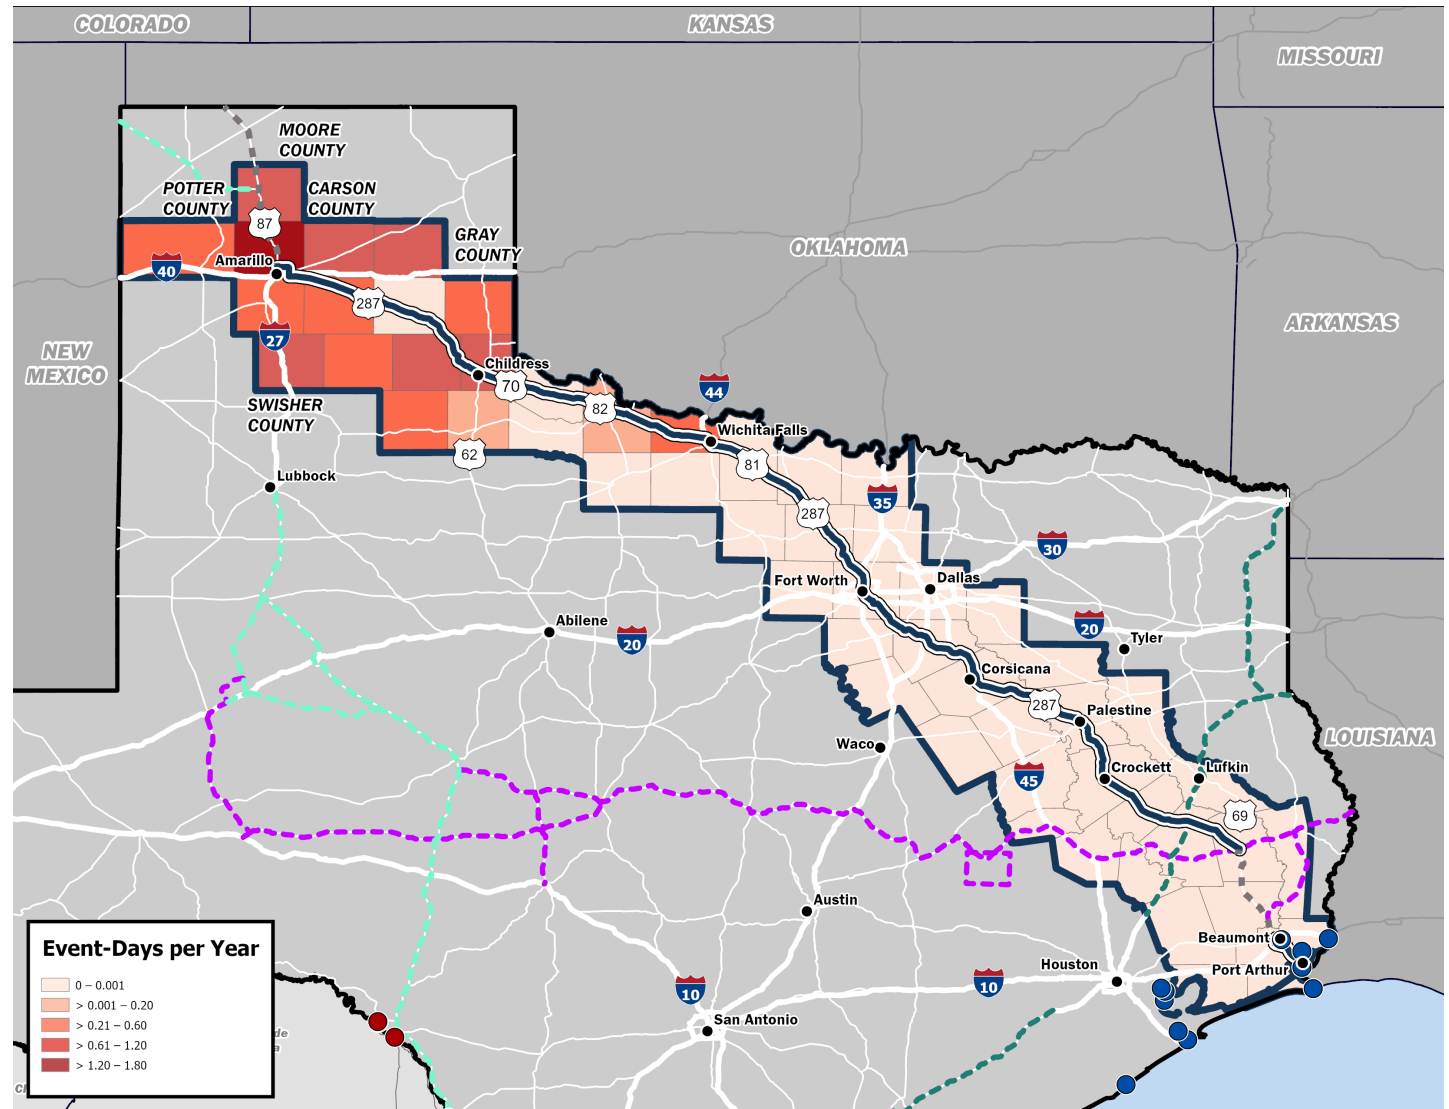 COLORADO
KANSAS
MISSOURI
MOORE
COUNTY
POTTER
COUNTY
CARSON
COUNTY
87
GRAY
COUNTY
OKLAHOMA
Amarillo
40
287
ARKANSAS
27
NEW
MEXICO
Childress
70
44
82
SWISHER
COUNTY
Wichita Falls
62
81
Lubbock
35
287
30
Fort Worth
Dallas
Abilene
20
20
Tyler
Corsicana
287
Palestine
LOUISIANA
Waco
Crockett
Lufkin
45
69
Austin
Beaumont
Houston
Port Arthur
10
10
San Antonio
Event-Days per Year
0 – 0.001
> 0.001 – 0.20
> 0.21 – 0.60
> 0.61 – 1.20
> 1.20 – 1.80